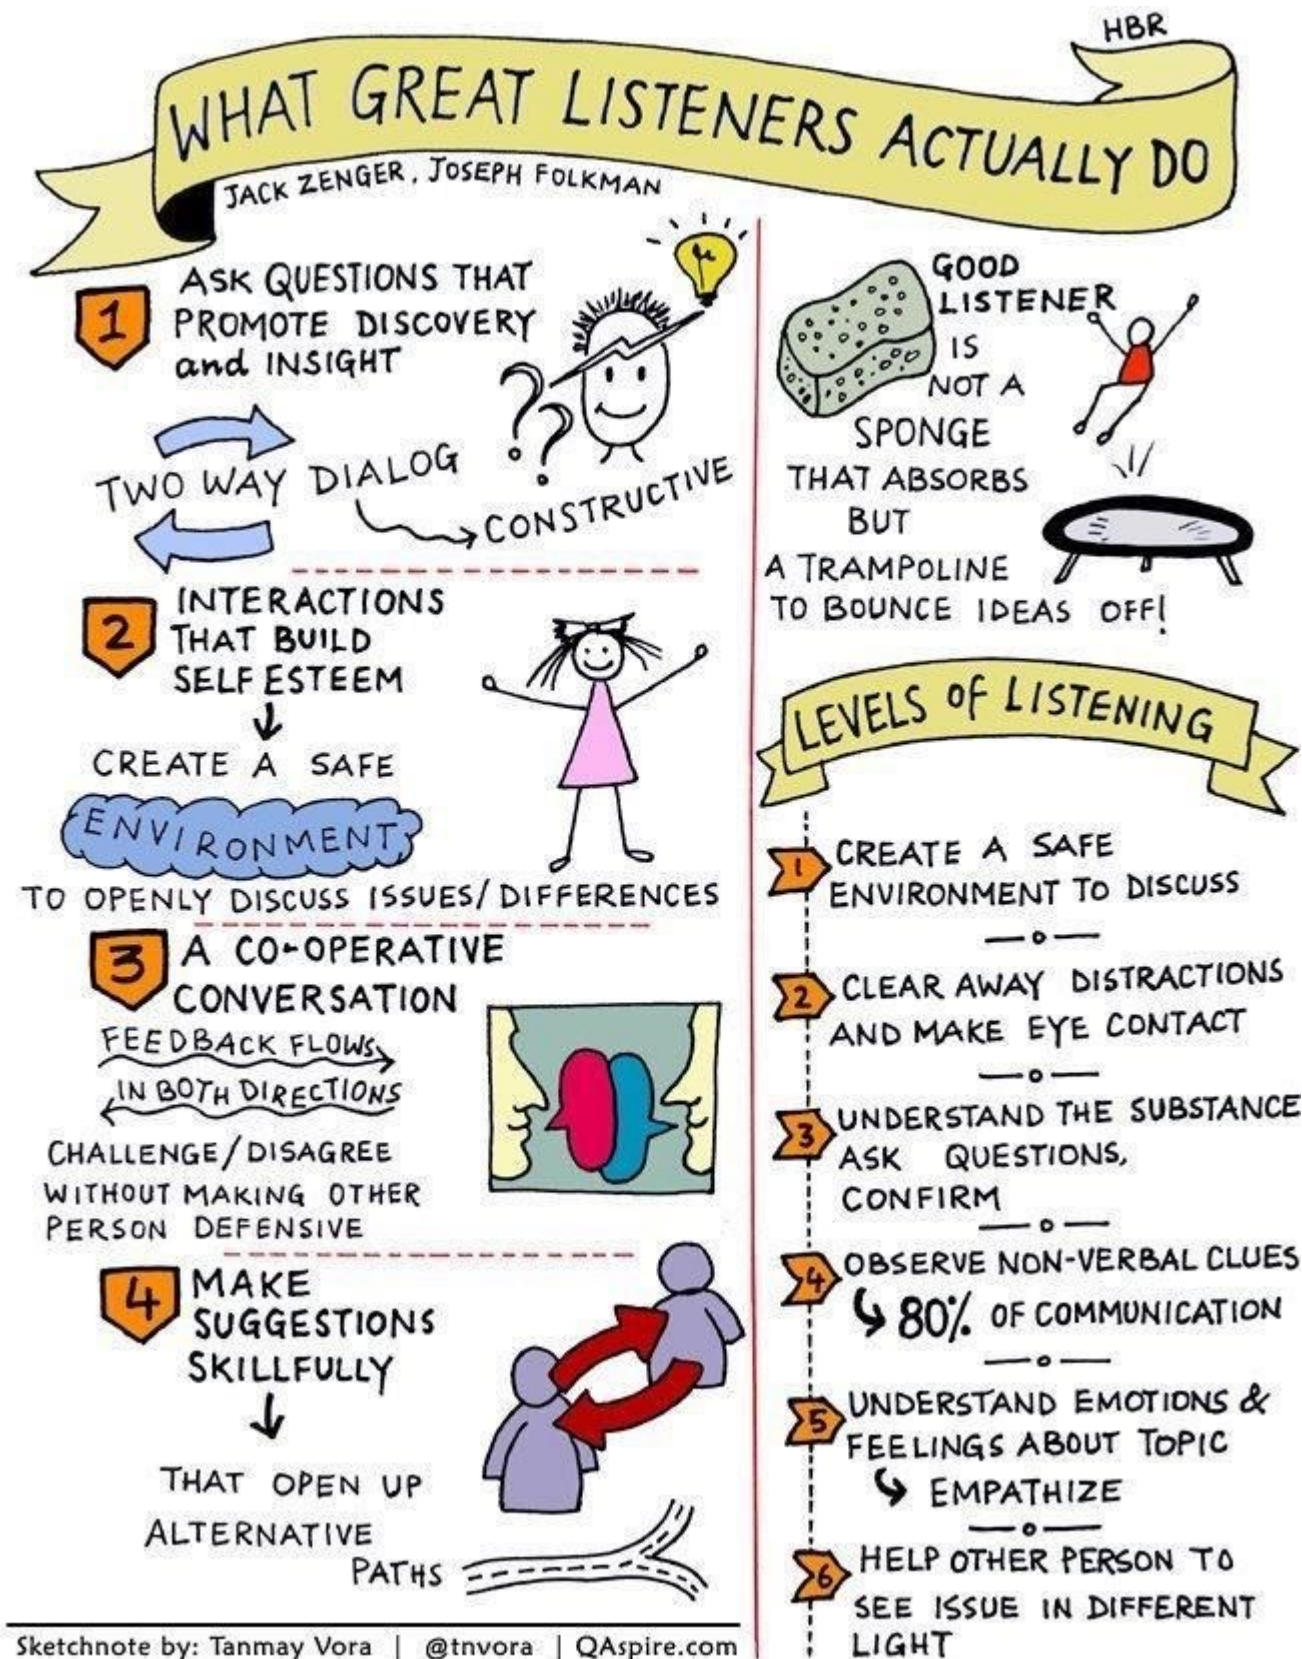 HBR
WHAT GREAT LISTENERS ACTUALLY DO
JACK ZENGER, JOSEPH FOLKMAN
1
ASK QUESTIONS THAT
PROMOTE DISCOVERY
and INSIGHT
TWO WAY DIALOG
CONSTRUCTIVE
??
2
INTERACTIONS
THAT BUILD
SELF ESTEEM
CREATE A SAFE
ENVIRONMENT
TO OPENLY DISCUSS ISSUES/DIFFERENCES
3
A CO-OPERATIVE
CONVERSATION
FEEDBACK FLOWS
IN BOTH DIRECTIONS
CHALLENGE/DISAGREE
WITHOUT MAKING OTHER
PERSON DEFENSIVE
4
MAKE
SUGGESTIONS
SKILLFULLY
THAT OPEN UP
ALTERNATIVE
PATHS
Sketchnote by: Tanmay Vora | @tnvora | QAspire.com
GOOD
LISTENER
IS
NOT A
SPONGE
THAT ABSORBS
BUT
A TRAMPOLINE
TO BOUNCE IDEAS OFF!
LEVELS OF LISTENING
1
CREATE A SAFE
ENVIRONMENT TO DISCUSS
2
CLEAR AWAY DISTRACTIONS
AND MAKE EYE CONTACT
3
UNDERSTAND THE SUBSTANCE
ASK QUESTIONS,
CONFIRM
4
OBSERVE NON-VERBAL CLUES
80% OF COMMUNICATION
5
UNDERSTAND EMOTIONS &
FEELINGS ABOUT TOPIC
EMPATHIZE
6
HELP OTHER PERSON TO
SEE ISSUE IN DIFFERENT
LIGHT